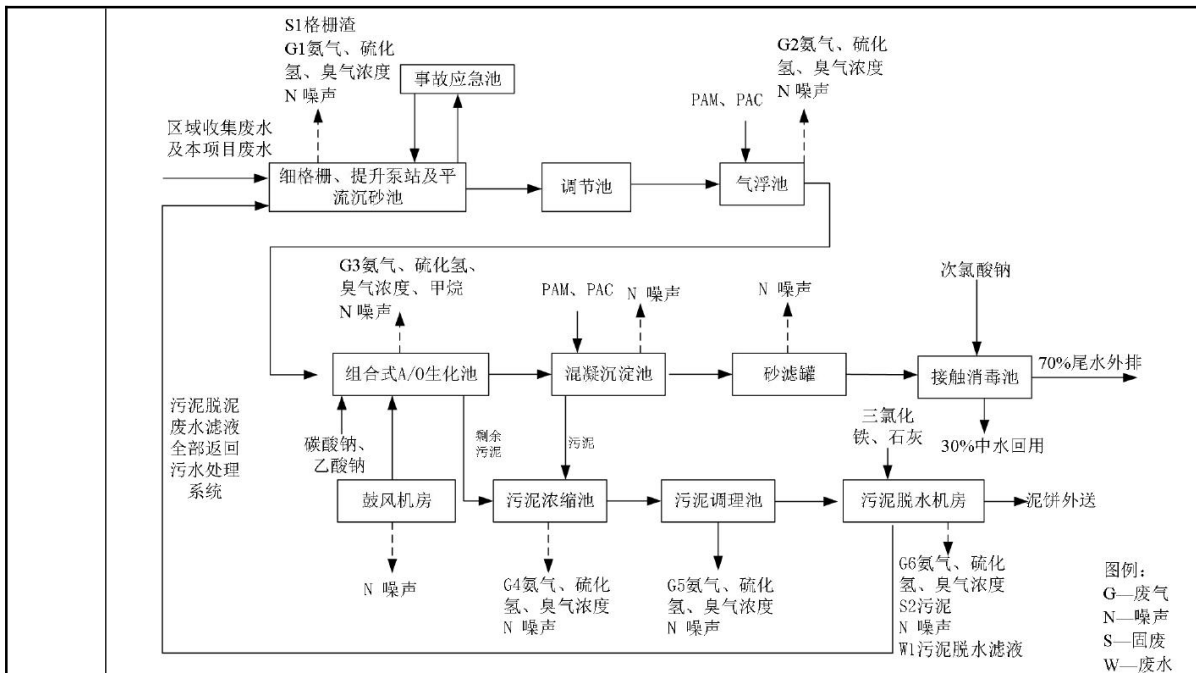 S1格栅渣
G1氨气、硫化
氢、臭气浓度
N 噪声
事故应急池
G2氨气、硫化
氢、臭气浓度
N 噪声
PAM、PAC
区域收集废水
及本项目废水
细格栅、提升泵站及平
流沉砂池
调节池
气浮池
G3氨气、硫化氢、
臭气浓度、甲烷
N 噪声
PAM、PAC
N 噪声
N 噪声
次氯酸钠
组合式A/O生化池
混凝沉淀池
砂滤罐
接触消毒池
70%尾水外排
30%中水回用
污泥脱泥
废水滤液
全部返回
污水处理
系统
碳酸钠、
乙酸钠
剩余
污泥
污泥
三氯化
铁、石灰
鼓风机房
污泥浓缩池
污泥调理池
污泥脱水机房
泥饼外送
N 噪声
G4氨气、硫化
氢、臭气浓度
N 噪声
G5氨气、硫化
氢、臭气浓度
N 噪声
G6氨气、硫化
氢、臭气浓度
S2污泥
N 噪声
W1污泥脱水滤液
图例：
G—废气
N—噪声
S—固废
W—废水